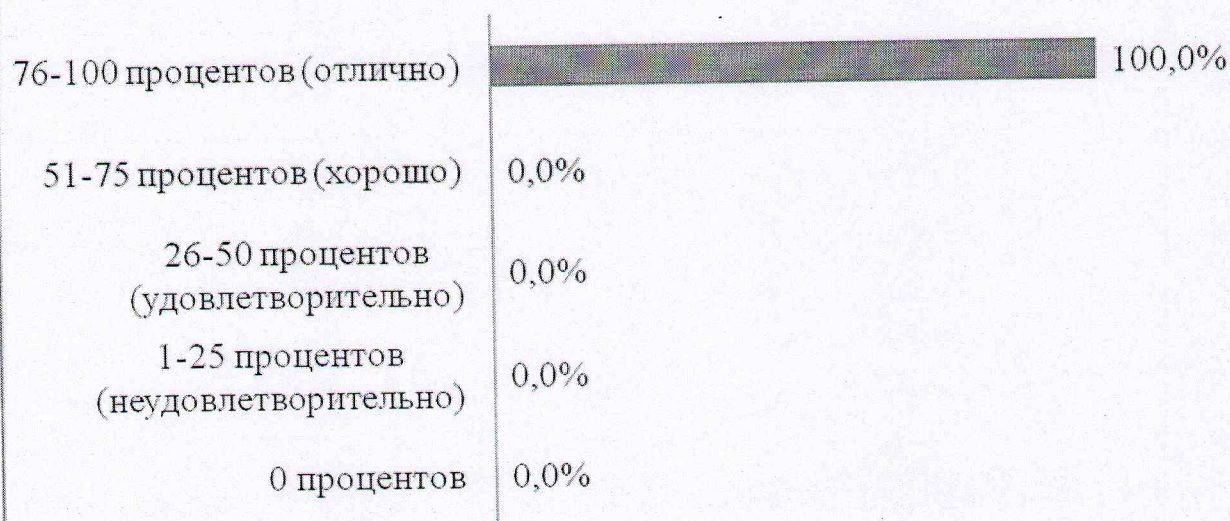 76-100 процентов (отлично) 100,0%
51-75 процентов (хорошо) 0,0%
26-50 процентов
(удовлетворительно) 0,0%
1-25 процентов
(неудовлетворительно) 0,0%
0 процентов 0,0%